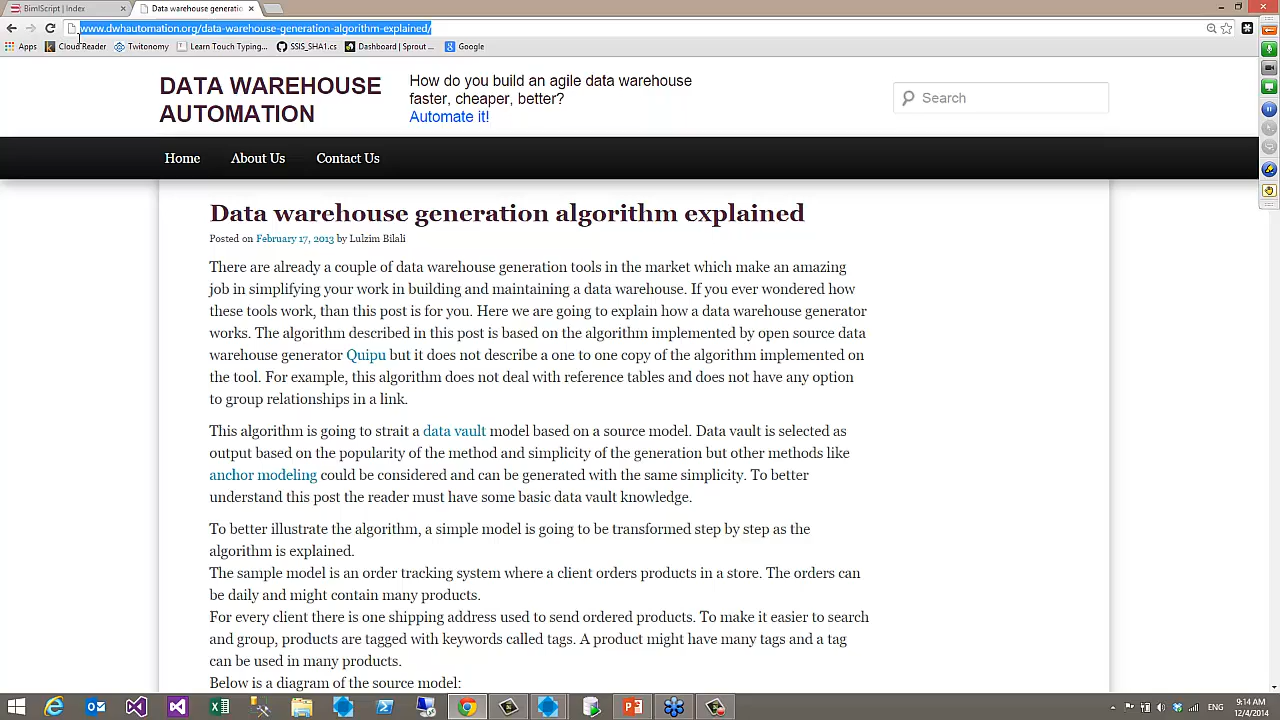 BimlScript | Index
Data warehouse generatio
www.dwhautomation.org/data-warehouse-generation-algorithm-explained/
Apps CloudReader Twitonomy Learn Touch Typing... SSIS_SHA1.cs Dashboard | Sprout ... Google
DATA WAREHOUSE
AUTOMATION
How do you build an agile data warehouse
faster, cheaper, better?
Automate it!
Search
Home About Us Contact Us
Data warehouse generation algorithm explained
Posted on February 17, 2013 by Lulzim Bilali
There are already a couple of data warehouse generation tools in the market which make an amazing
job in simplifying your work in building and maintaining a data warehouse. If you ever wondered how
these tools work, than this post is for you. Here we are going to explain how a data warehouse generator
works. The algorithm described in this post is based on the algorithm implemented by open source data
warehouse generator Quipu but it does not describe a one to one copy of the algorithm implemented on
the tool. For example, this algorithm does not deal with reference tables and does not have any option
to group relationships in a link.
This algorithm is going to strait a data vault model based on a source model. Data vault is selected as
output based on the popularity of the method and simplicity of the generation but other methods like
anchor modeling could be considered and can be generated with the same simplicity. To better
understand this post the reader must have some basic data vault knowledge.
To better illustrate the algorithm, a simple model is going to be transformed step by step as the
algorithm is explained.
The sample model is an order tracking system where a client orders products in a store. The orders can
be daily and might contain many products.
For every client there is one shipping address used to send ordered products. To make it easier to search
and group, products are tagged with keywords called tags. A product might have many tags and a tag
can be used in many products.
Below is a diagram of the source model:
ENG
9:14 AM
12/4/2014